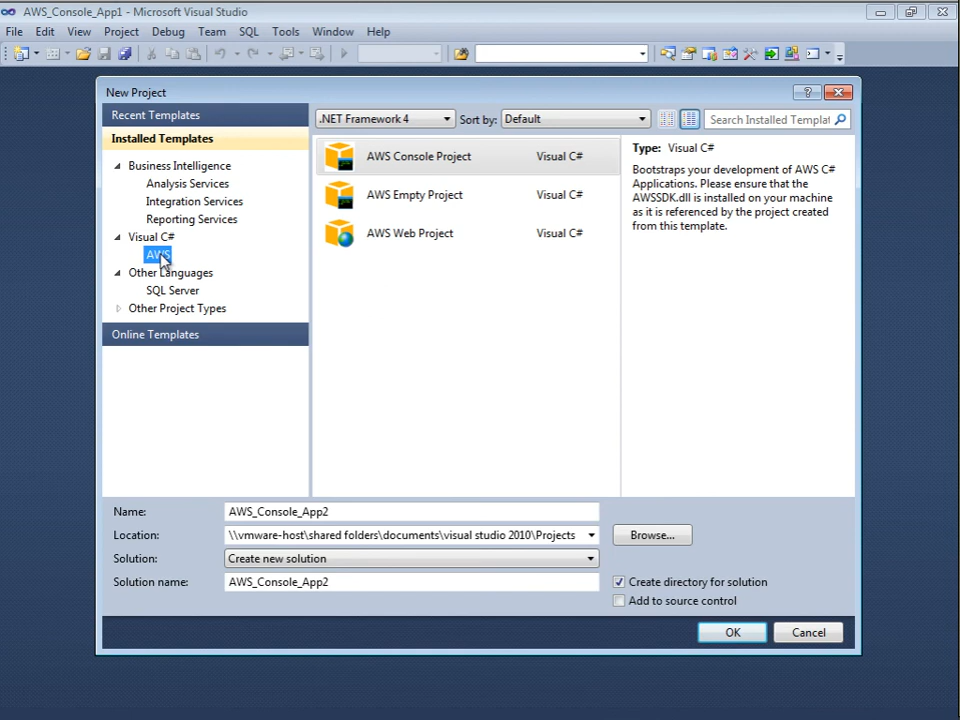 AWS_Console_App1 - Microsoft Visual Studio
File Edit View Project Debug Team SQL Tools Window Help
New Project
Recent Templates
Installed Templates
Business Intelligence
Analysis Services
Integration Services
Reporting Services
Visual C#
AWS
Other Languages
SQL Server
Other Project Types
Online Templates
.NET Framework 4
Sort by: Default
Search Installed Templat
AWS Console Project Visual C#
AWS Empty Project Visual C#
AWS Web Project Visual C#
Type: Visual C#
Bootstraps your development of AWS C#
Applications. Please ensure that the
AWSSDK.dll is installed on your machine
as it is referenced by the project created
from this template.
Name: AWS_Console_App2
Location: \\vmware-host\shared folders\documents\visual studio 2010\Projects
Browse...
Solution: Create new solution
Solution name: AWS_Console_App2
Create directory for solution
Add to source control
OK Cancel